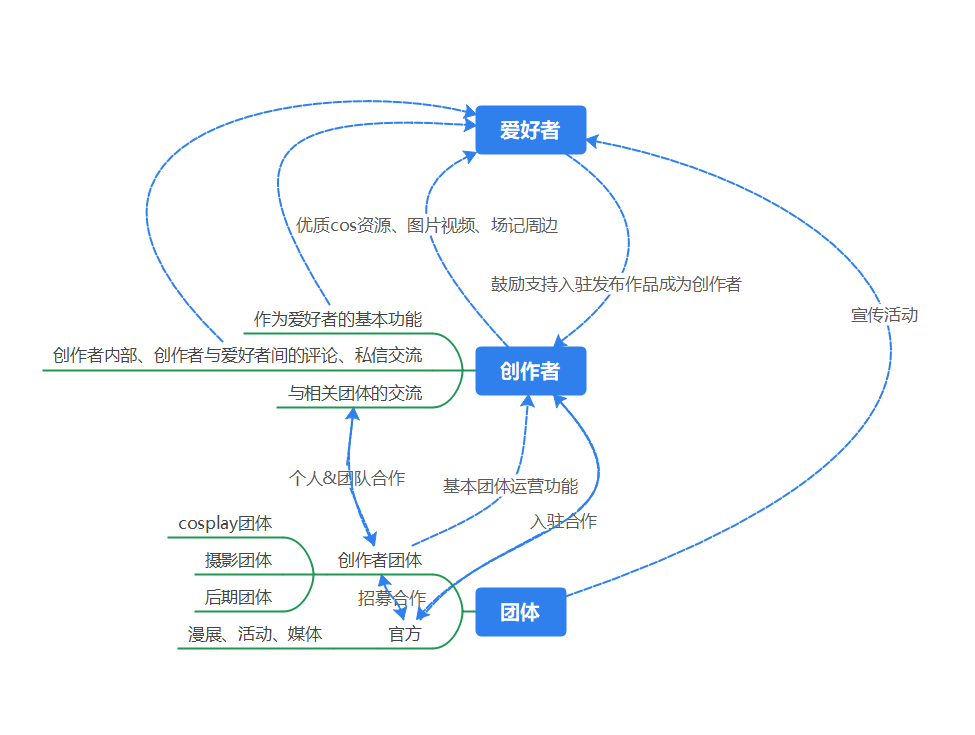 爱好者
优质cos资源、图片视频、场记周边
鼓励支持入驻发布作品成为创作者
宣传活动
作为爱好者的基本功能
创作者内部、创作者与爱好者间的评论、私信交流
创作者
与相关团体的交流
个人&团队合作
基本团体运营功能
入驻合作
cosplay团体
摄影团体
创作者团体
后期团体
招募合作
团体
漫展、活动、媒体
官方